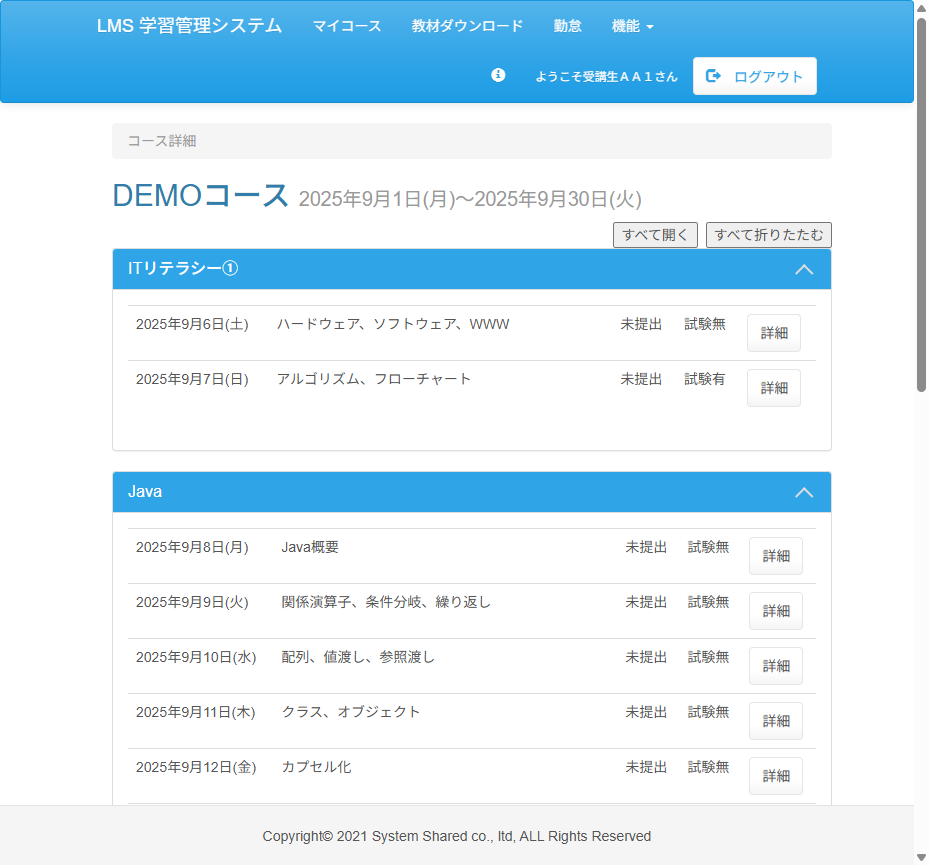 LMS 学習管理システム マイコース 教材ダウンロード 勤怠 機能
ようこそ受講生ＡＡ１さん ログアウト
コース詳細
DEMOコース 2025年9月1日(月)～2025年9月30日(火)
すべて開く すべて折りたたむ
ITリテラシー①
2025年9月6日(土) ハードウェア、ソフトウェア、WWW 未提出 試験無 詳細
2025年9月7日(日) アルゴリズム、フローチャート 未提出 試験有 詳細
Java
2025年9月8日(月) Java概要 未提出 試験無 詳細
2025年9月9日(火) 関係演算子、条件分岐、繰り返し 未提出 試験無 詳細
2025年9月10日(水) 配列、値渡し、参照渡し 未提出 試験無 詳細
2025年9月11日(木) クラス、オブジェクト 未提出 試験無 詳細
2025年9月12日(金) カプセル化 未提出 試験無 詳細
Copyright© 2021 System Shared co., ltd, ALL Rights Reserved